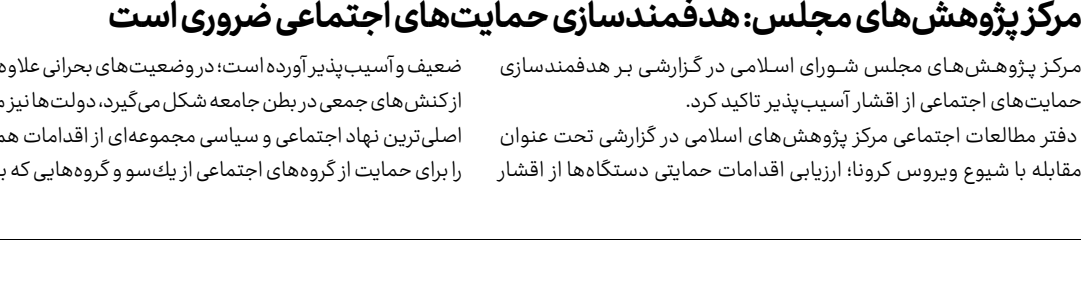 مرکز پژوهش‌های مجلس: هدفمندسازی حمایت‌های اجتماعی ضروری است
مرکز پژوهش‌های مجلس شورای اسلامی در گزارشی بر هدفمندسازی
حمایت‌های اجتماعی از اقشار آسیب‌پذیر تاکید کرد.
دفتر مطالعات اجتماعی مرکز پژوهش‌های اسلامی در گزارشی تحت عنوان
مقابله با شیوع ویروس کرونا؛ ارزیابی اقدامات حمایتی دستگاه‌ها از اقشار
ضعیف و آسیب‌پذیر آورده است؛ در وضعیت‌های بحرانی علاوه
از کنش‌های جمعی در بطن جامعه شکل می‌گیرد، دولت‌ها نیز
اصلی‌ترین نهاد اجتماعی و سیاسی مجموعه‌ای از اقدامات
را برای حمایت از گروه‌های اجتماعی از یك‌سو و گروه‌هایی که